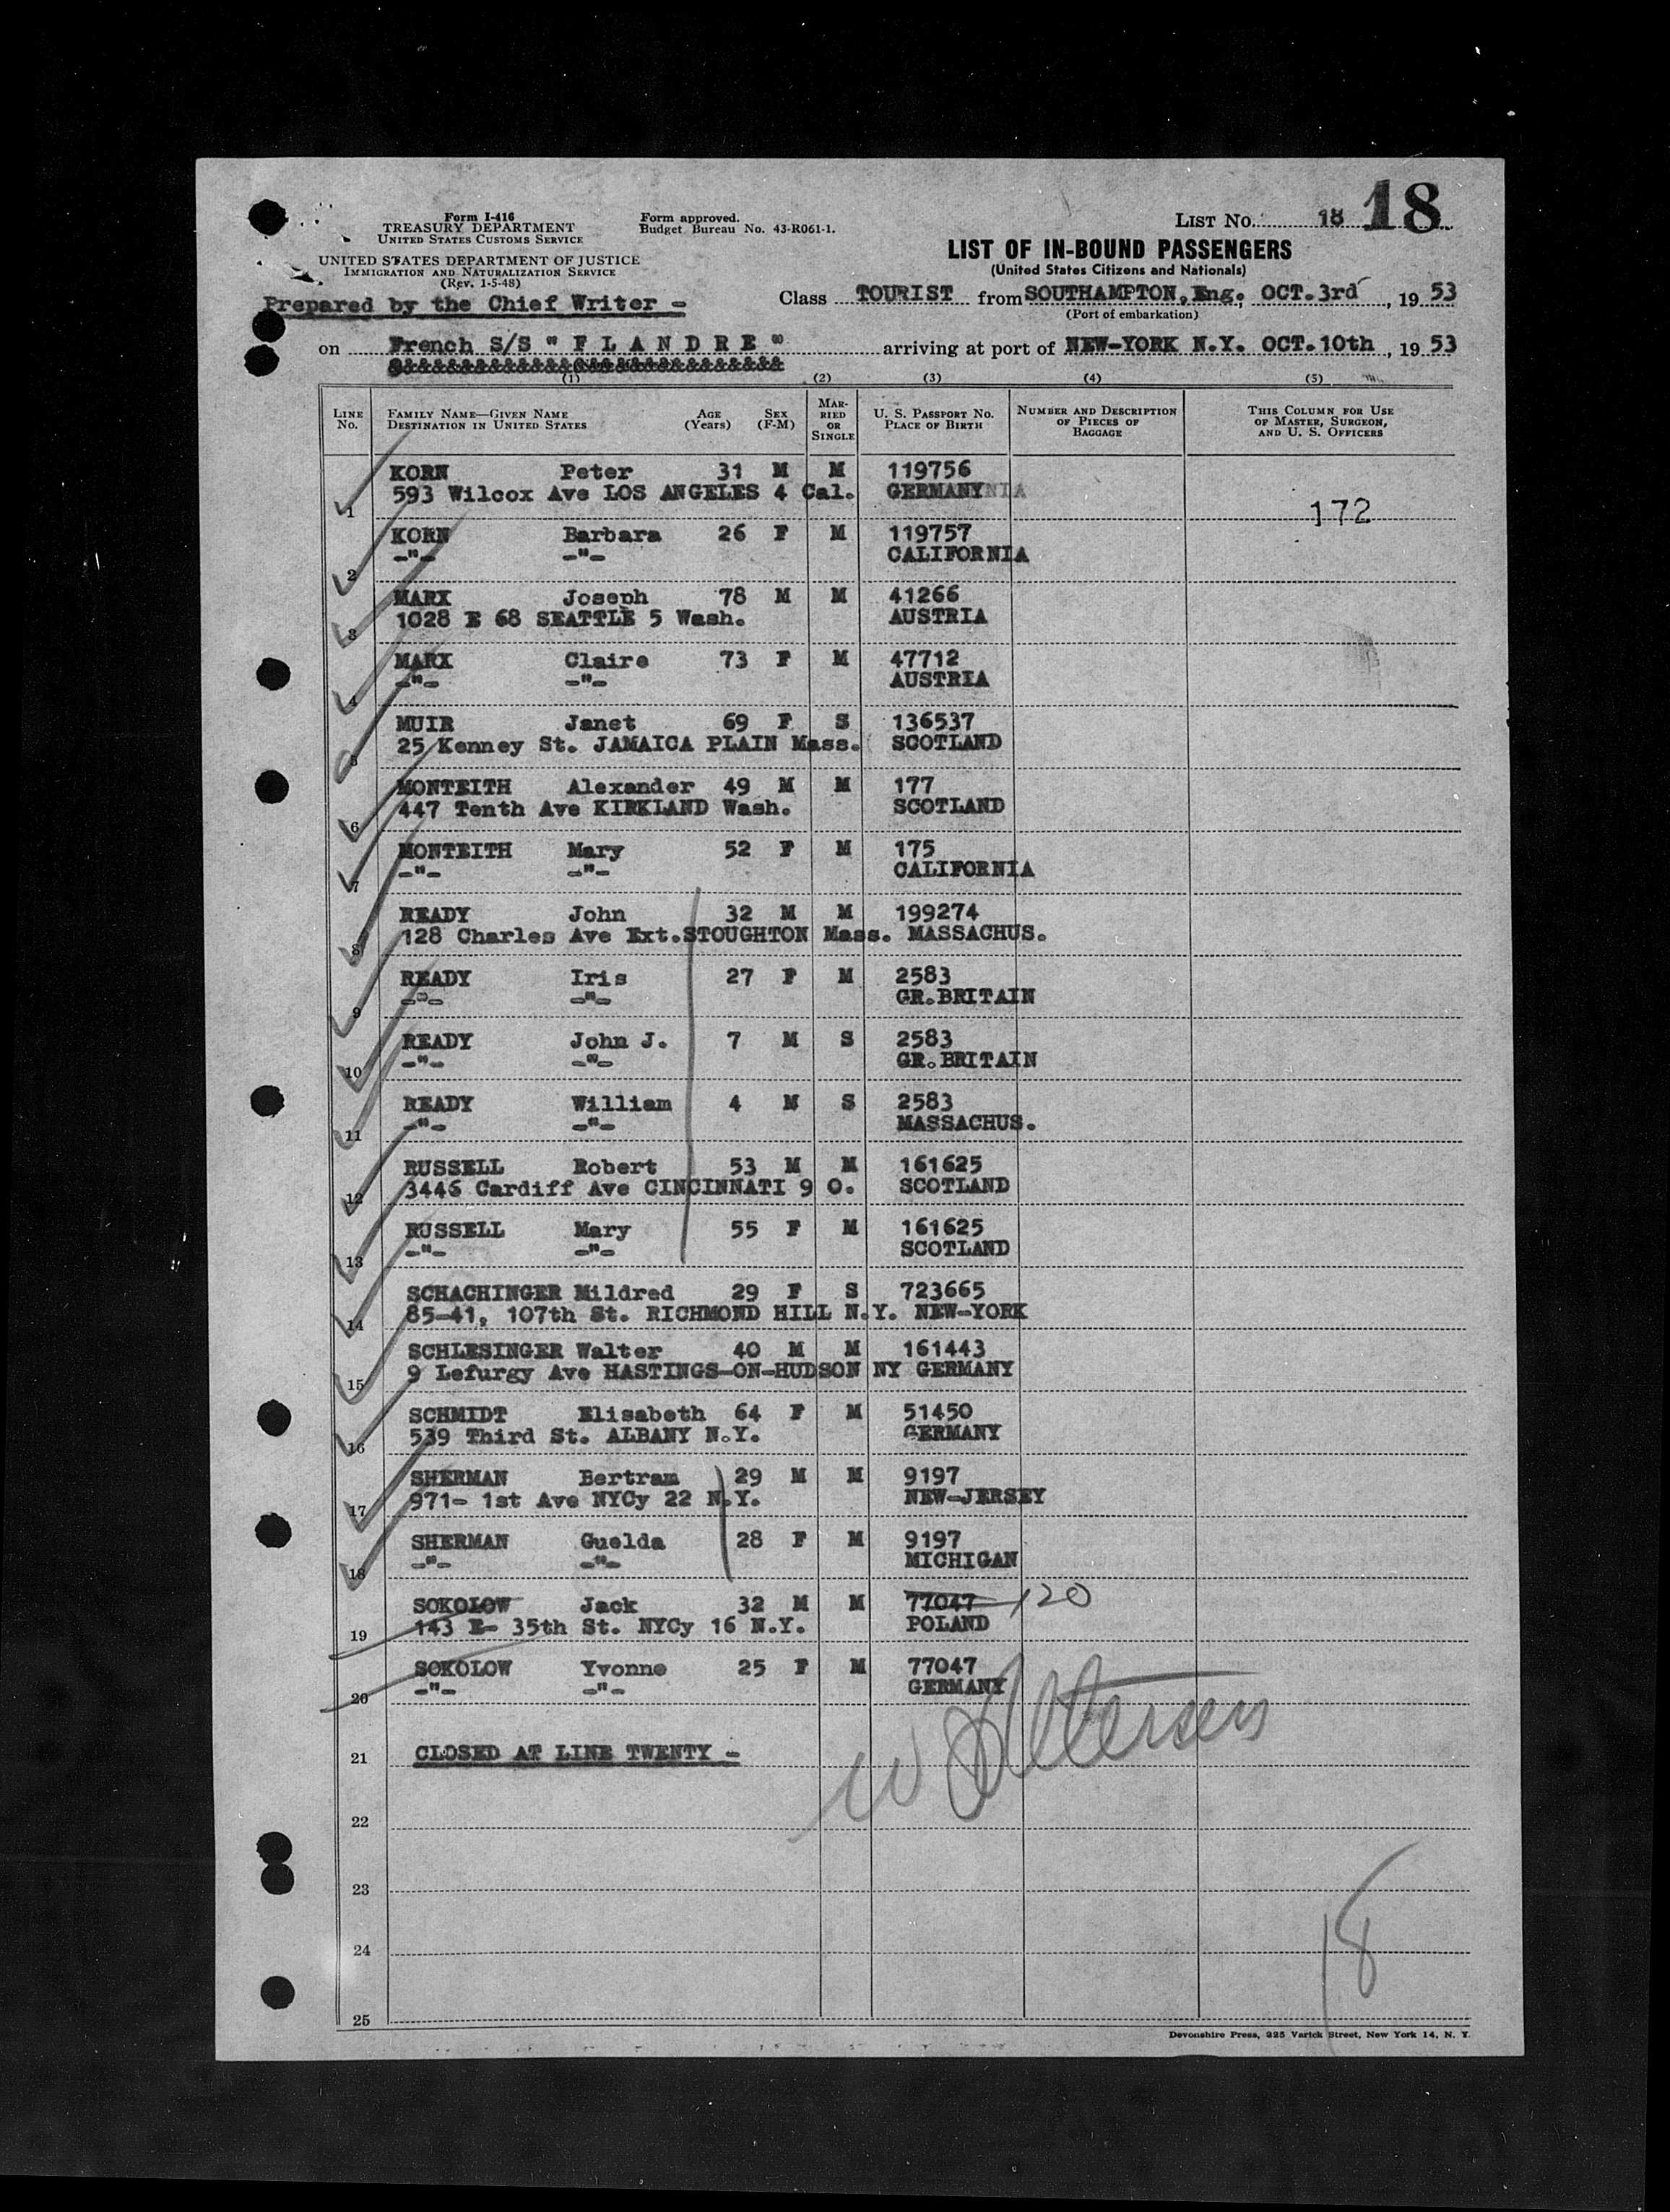 LIST No. 18 18
Form I-416
TREASURY DEPARTMENT
UNITED STATES CUSTOMS SERVICE
Form approved.
Budget Bureau No. 43-R061-1.
UNITED STATES DEPARTMENT OF JUSTICE
IMMIGRATION AND NATURALIZATION SERVICE
(Rev. 1-5-48)
LIST OF IN-BOUND PASSENGERS
(United States Citizens and Nationals)
Prepared by the Chief Writer -
Class TOURIST from SOUTHAMPTON, Eng; OCT. 3rd, 19 53
(Port of embarkation)
on French S/S " F L A N D R E " arriving at port of NEW-YORK N.Y. OCT. 10th, 19 53
(1) (2) (3) (4) (5)
LINE No. FAMILY NAME—GIVEN NAME DESTINATION IN UNITED STATES AGE (Years) SEX (F-M) MARRIED OR SINGLE U. S. PASSPORT No. PLACE OF BIRTH NUMBER AND DESCRIPTION OF PIECES OF BAGGAGE THIS COLUMN FOR USE OF MASTER, SURGEON, AND U. S. OFFICERS
KORN Peter 31 M M 119756
1 593 Wilcox Ave LOS ANGELES 4 Cal. GERMANY 172
KORN Barbara 26 F M 119757
2 -"- -"- CALIFORNIA
MARX Joseph 78 M M 41266
3 1028 E 68 SEATTLE 5 Wash. AUSTRIA
MARX Claire 73 F M 47712
4 -"- -"- AUSTRIA
MUIR Janet 69 F S 136537
5 25 Kenney St. JAMAICA PLAIN Mass. SCOTLAND
MONTEITH Alexander 49 M M 177
6 447 Tenth Ave KIRKLAND Wash. SCOTLAND
MONTEITH Mary 52 F M 175
7 -"- -"- CALIFORNIA
READY John 32 M M 199274
8 128 Charles Ave Ext. STOUGHTON Mass. MASSACHUS.
READY Iris 27 F M 2583
9 -"- -"- GR.BRITAIN
READY John J. 7 M S 2583
10 -"- -"- GR.BRITAIN
READY William 4 M S 2583
11 -"- -"- MASSACHUS.
RUSSELL Robert 53 M M 161625
12 3446 Cardiff Ave CINCINNATI 9 O. SCOTLAND
RUSSELL Mary 55 F M 161625
13 -"- -"- SCOTLAND
SCHACHINGER Mildred 29 F S 723665
14 85-41, 107th St. RICHMOND HILL N.Y. NEW-YORK
SCHLESINGER Walter 40 M M 161443
15 9 Lefurgy Ave HASTINGS-ON-HUDSON NY GERMANY
SCHMIDT Elisabeth 64 F M 51450
16 539 Third St. ALBANY N.Y. GERMANY
SHERMAN Bertram 29 M M 9197
17 971- 1st Ave NYCy 22 N.Y. NEW-JERSEY
SHERMAN Guelda 28 F M 9197
18 -"- -"- MICHIGAN
SOKOLOW Jack 32 M M 77047 120
19 143 E- 35th St. NYCy 16 N.Y. POLAND
SOKOLOW Yvonne 25 F M 77047
20 -"- -"- GERMANY
21 CLOSED AT LINE TWENTY -
22
23
18
24
25
Devonshire Press, 225 Varick Street, New York 14, N. Y.